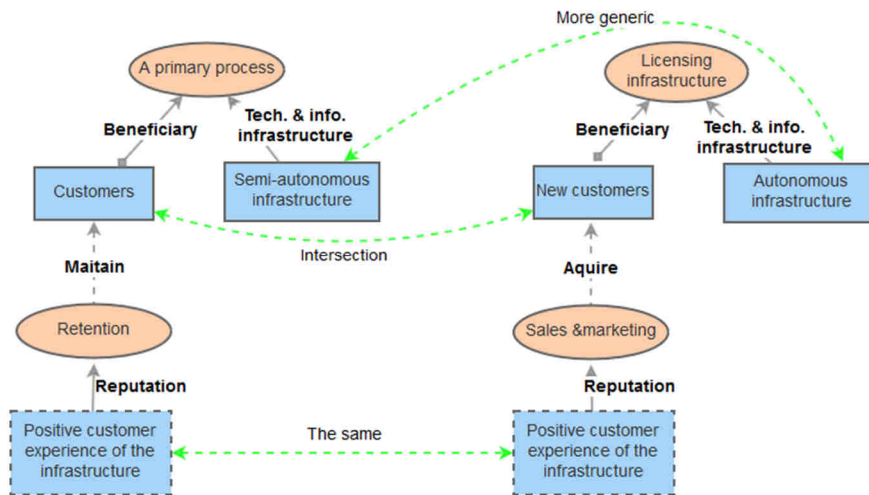 More generic
A primary process
Licensing
infrastructure
Beneficiary
Tech. & info.
infrastructure
Beneficiary
Tech. & info.
infrastructure
Customers
Semi-autonomous
infrastructure
New customers
Autonomous
infrastructure
Intersection
Maitain
Aquire
Retention
Sales &marketing
Reputation
Reputation
Positive customer
experience of the
infrastructure
The same
Positive customer
experience of the
infrastructure